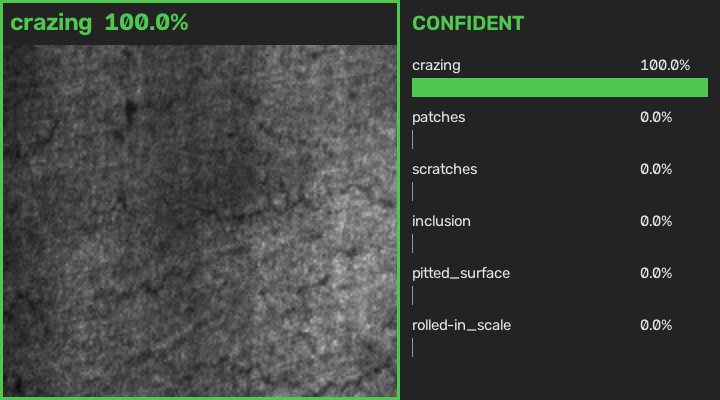 crazing 100.0%
CONFIDENT
crazing 100.0%
patches 0.0%
scratches 0.0%
inclusion 0.0%
pitted_surface 0.0%
rolled-in_scale 0.0%